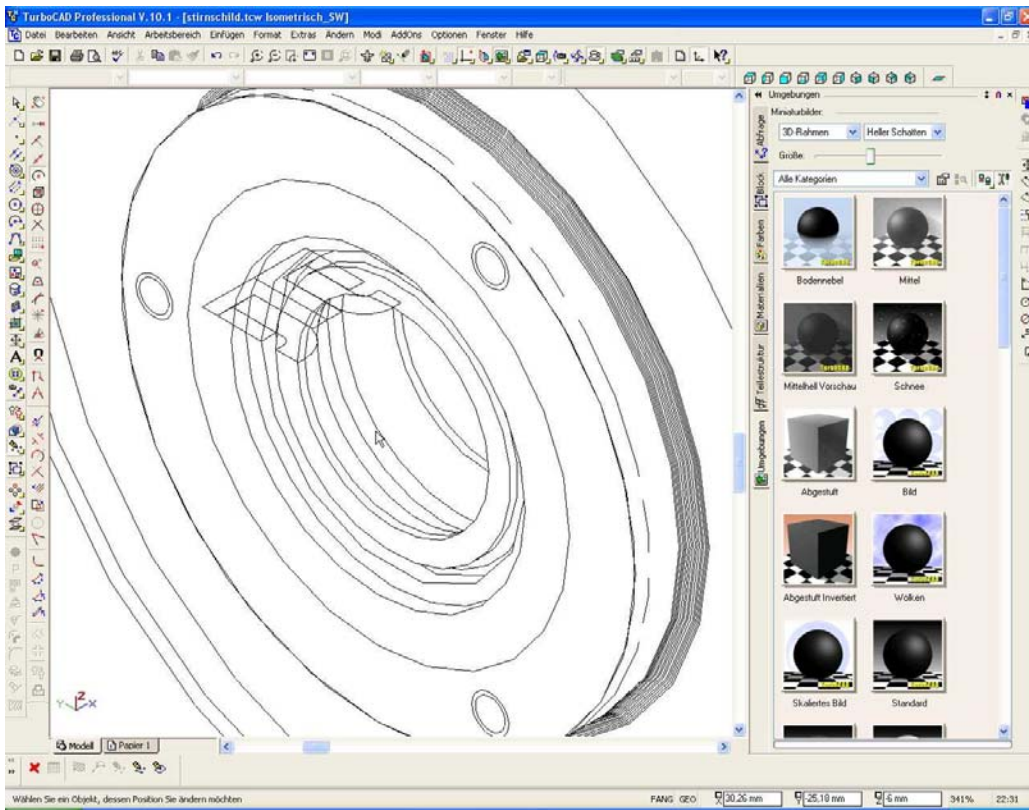 TurboCAD Professional V.10.1 - [stirnschild.tcw Isometrisch_SW]
Datei Bearbeiten Ansicht Arbeitsbereich Einfügen Format Extras Ändern Modi AddOns Optionen Fenster Hilfe
Umgebungen
Miniaturbilder:
3D-Rahmen Heller Schatten
Größe:
Alle Kategorien
Abfrage
Block
Farben
Materialien
Teilestruktur
Umgebungen
Bodennebel Mittel
Mittelhell Vorschau Schnee
Abgestuft Bild
Abgestuft Invertiert Wolken
Skaliertes Bild Standard
Z
Y X
Modell Papier 1
Wählen Sie ein Objekt, dessen Position Sie ändern möchten FANG GEO 30,26 mm -25,18 mm -6 mm 341% 22:31